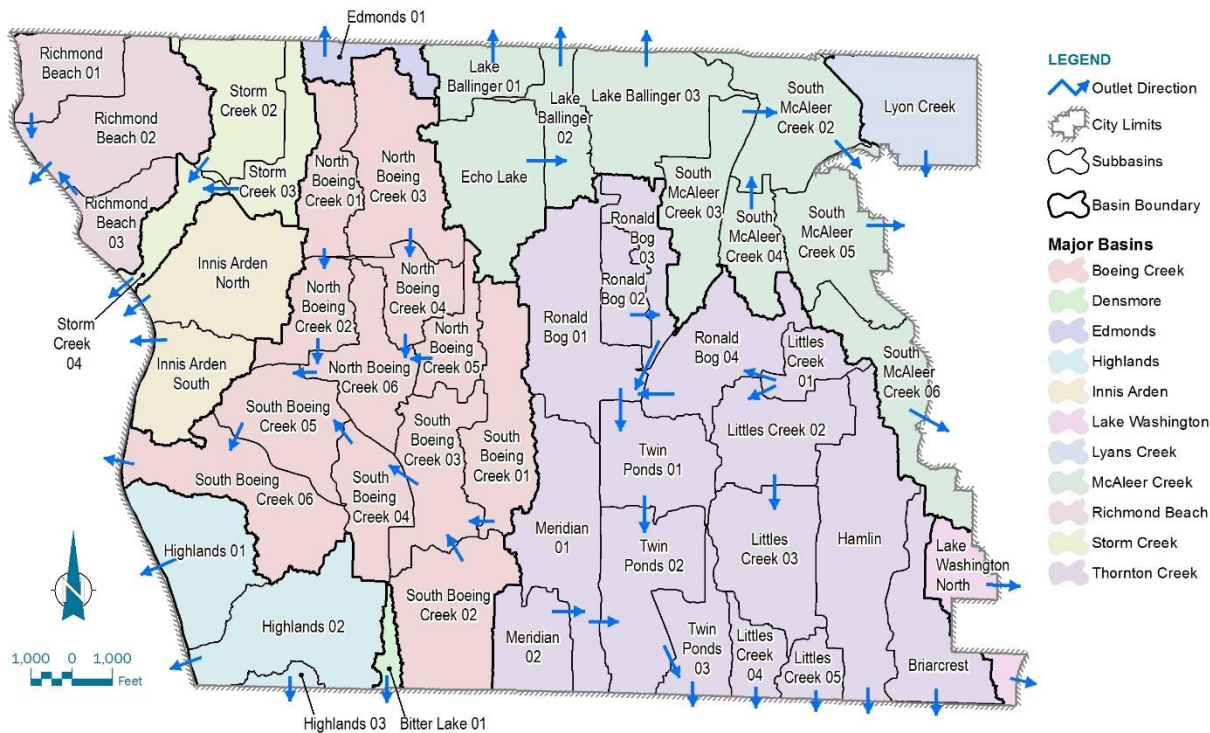 Edmonds 01
Richmond
Beach 01
Richmond
Beach 02
Richmond
Beach
03
Storm
Creek 02
Storm
Creek 03
Storm
Creek
04
Innis Arden
North
Innis Arden
South
North
Boeing
Creek 01
North
Boeing
Creek 03
North
Boeing
Creek 02
North
Boeing
Creek 04
North
Boeing
Creek 05
North Boeing
Creek 06
South Boeing
Creek 05
South Boeing
Creek 06
South
Boeing
Creek 04
South
Boeing
Creek 03
South
Boeing
Creek 01
South Boeing
Creek 02
Highlands 01
Highlands 02
Highlands 03
Bitter Lake 01
Lake
Ballinger 01
Lake
Ballinger
02
Lake Ballinger 03
Echo Lake
South
McAleer
Creek 02
South
McAleer
Creek 03
South
McAleer
Creek 04
South
McAleer
Creek 05
South
McAleer
Creek 06
Lyon Creek
Ronald
Bog
03
Ronald
Bog 02
Ronald
Bog 01
Ronald
Bog 04
Littles
Creek
01
Littles Creek 02
Twin
Ponds 01
Twin
Ponds 02
Twin
Ponds
03
Meridian
01
Meridian
02
Littles
Creek 03
Littles
Creek
04
Littles
Creek 05
Hamlin
Briarcrest
Lake
Washington
North
N
1,000 0 1,000
Feet
LEGEND
Outlet Direction
City Limits
Subbasins
Basin Boundary
Major Basins
Boeing Creek
Densmore
Edmonds
Highlands
Innis Arden
Lake Washington
Lyans Creek
McAleer Creek
Richmond Beach
Storm Creek
Thornton Creek